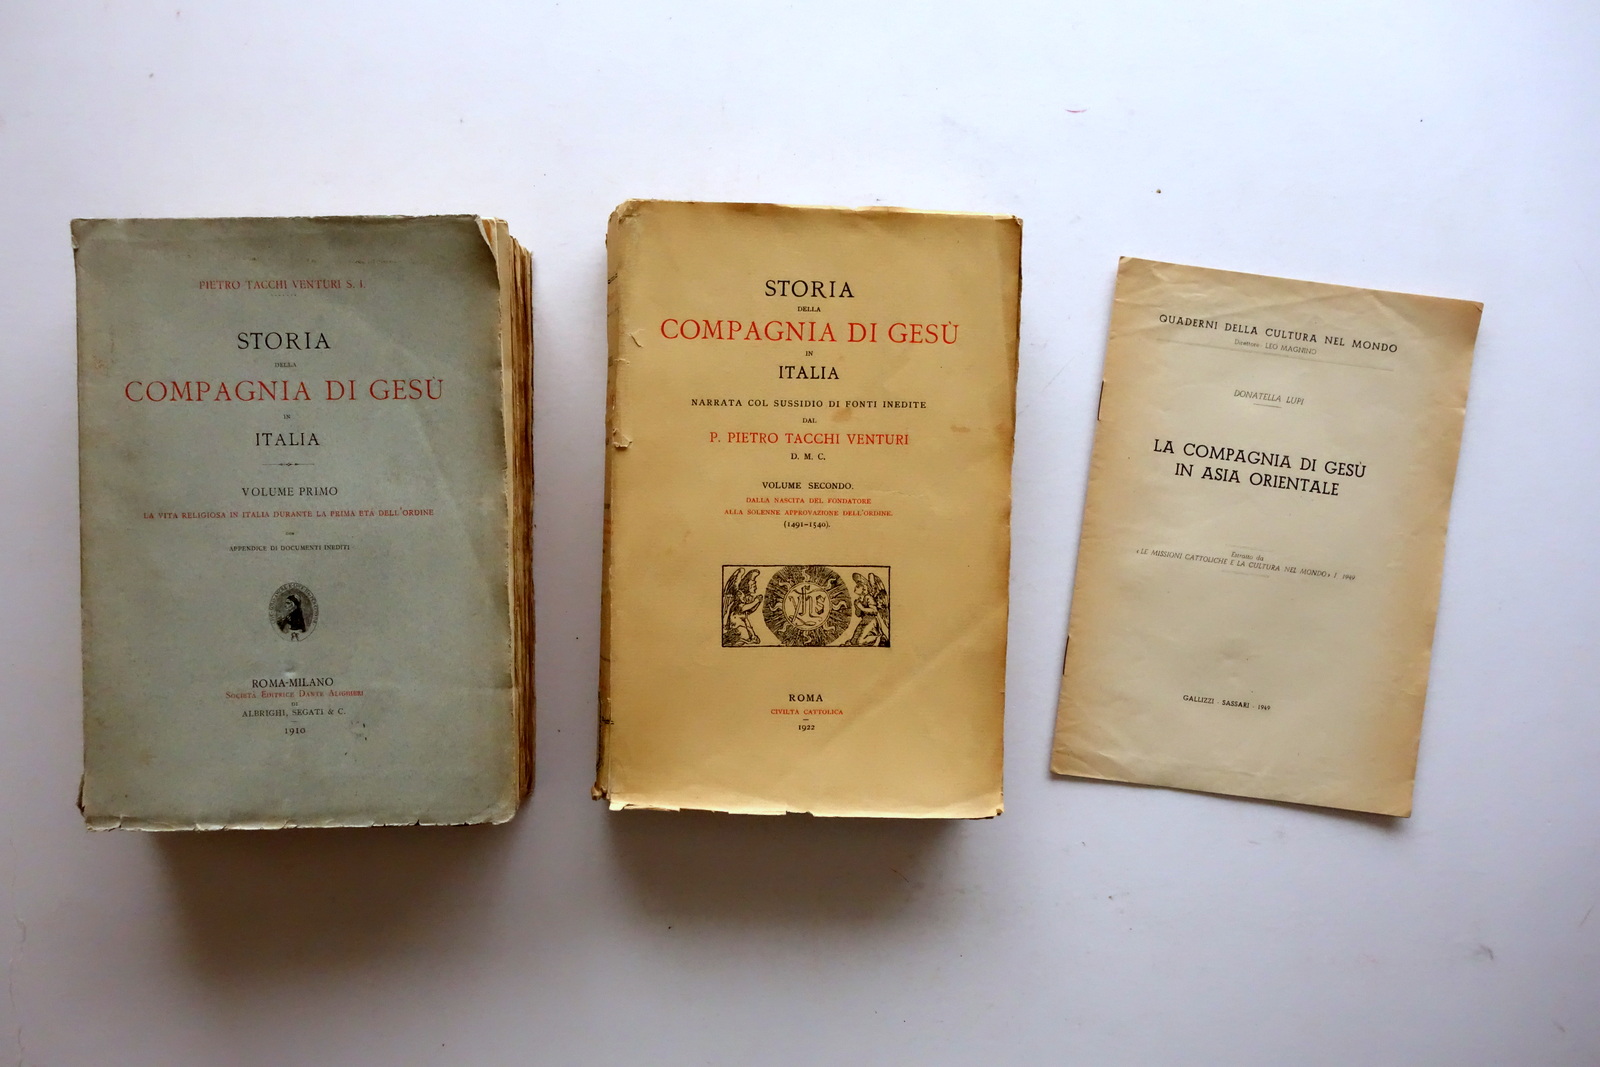 PIETRO TACCHI VENTURI S. I.
STORIA
DELLA
COMPAGNIA DI GESÙ
IN
ITALIA
VOLUME PRIMO
LA VITA RELIGIOSA IN ITALIA DURANTE LA PRIMA ETÀ DELL'ORDINE
CON
APPENDICE DI DOCUMENTI INEDITI
ROMA-MILANO
SOCIETÀ EDITRICE DANTE ALIGHIERI
DI
ALBRIGHI, SEGATI & C.
1910
STORIA
DELLA
COMPAGNIA DI GESÙ
IN
ITALIA
NARRATA COL SUSSIDIO DI FONTI INEDITE
DAL
P. PIETRO TACCHI VENTURI
D. M. C.
VOLUME SECONDO.
DALLA NASCITA DEL FONDATORE
ALLA SOLENNE APPROVAZIONE DELL'ORDINE.
(1491-1540).
yhs
ROMA
CIVILTÀ CATTOLICA
1922
QUADERNI DELLA CULTURA NEL MONDO
Direttore: LEO MAGNINO
DONATELLA LUPI
LA COMPAGNIA DI GESÙ
IN ASIA ORIENTALE
Estratto da
«LE MISSIONI CATTOLICHE E LA CULTURA NEL MONDO» I. 1949
GALLIZZI - SASSARI - 1949